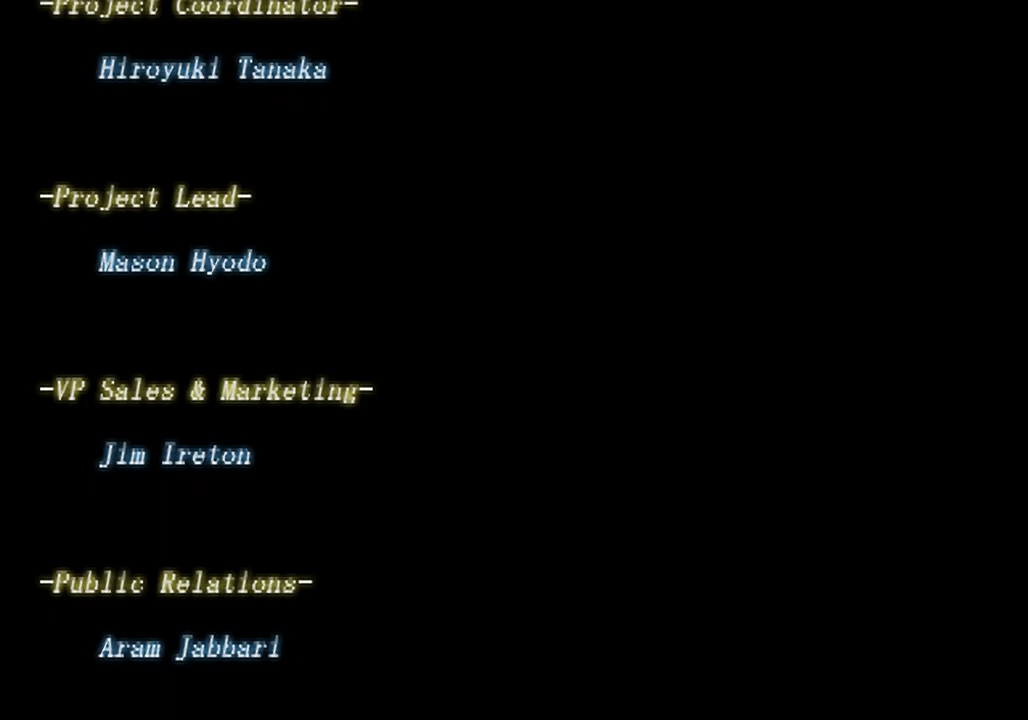 -Project Coordinator-
Hiroyuki Tanaka
-Project Lead-
Mason Hyodo
-VP Sales & Marketing-
Jim Ireton
-Public Relations-
Aram Jabbari